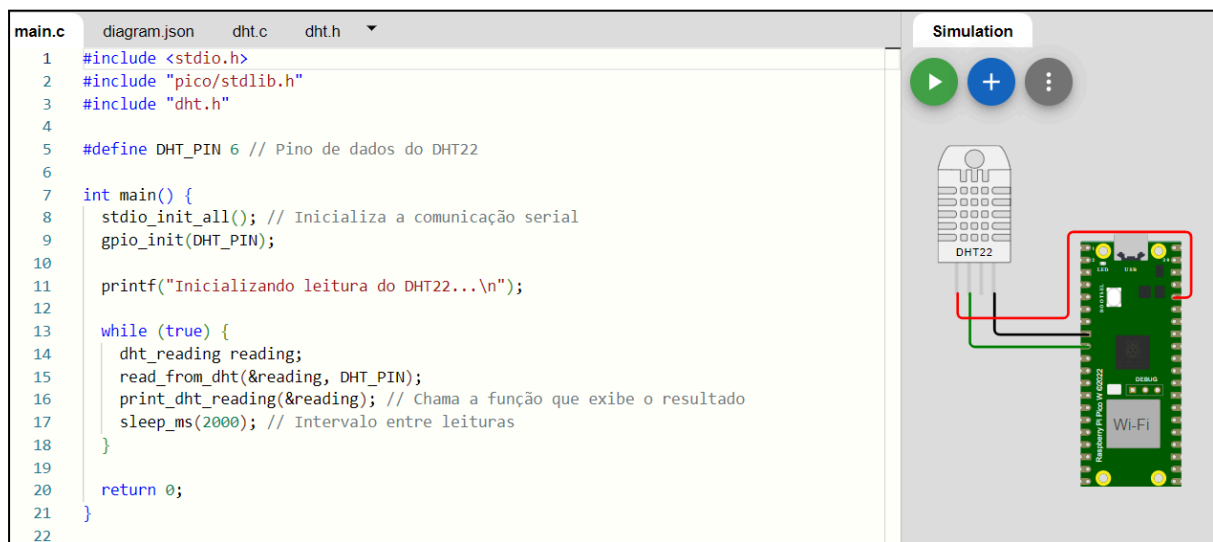 main.c diagram.json dht.c dht.h
1 #include <stdio.h>
2 #include "pico/stdlib.h"
3 #include "dht.h"
4
5 #define DHT_PIN 6 // Pino de dados do DHT22
6
7 int main() {
8 stdio_init_all(); // Inicializa a comunicação serial
9 gpio_init(DHT_PIN);
10
11 printf("Inicializando leitura do DHT22...\n");
12
13 while (true) {
14 dht_reading reading;
15 read_from_dht(&reading, DHT_PIN);
16 print_dht_reading(&reading); // Chama a função que exibe o resultado
17 sleep_ms(2000); // Intervalo entre leituras
18 }
19
20 return 0;
21 }
22
Simulation
DHT22
LED USB
BOOTSEL
DEBUG
Raspberry Pi Pico W ©2022
Wi-Fi